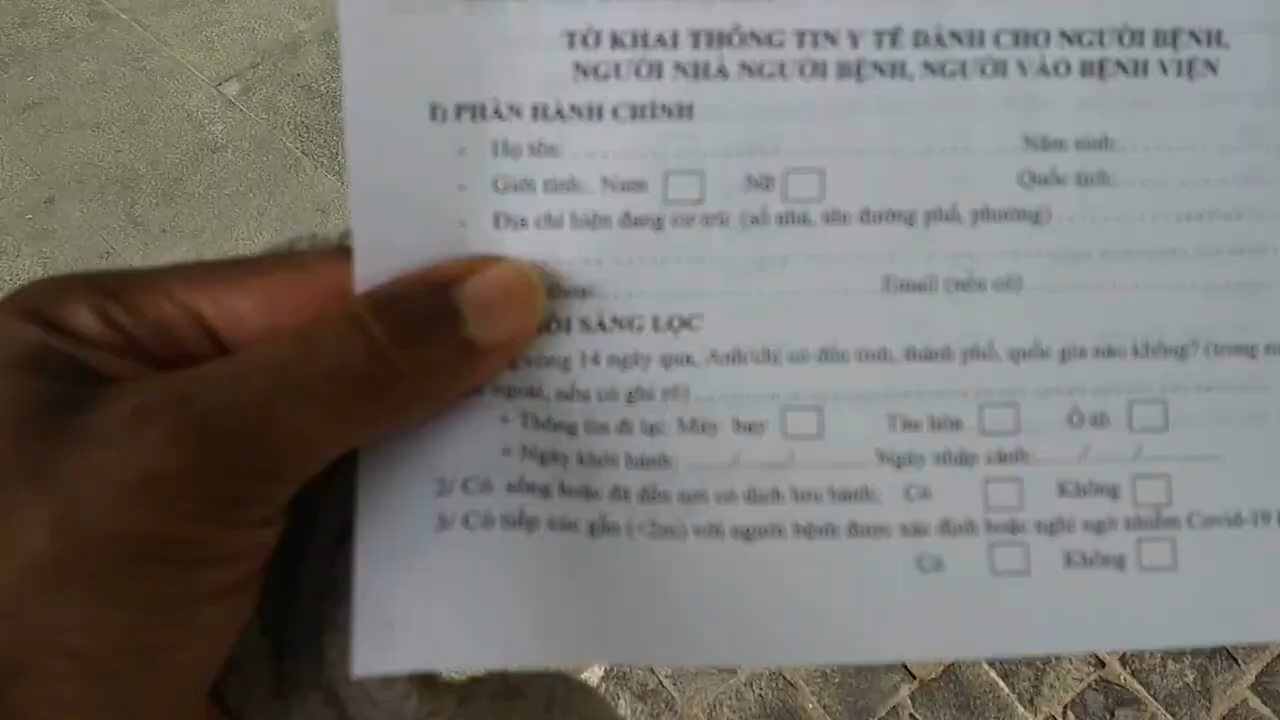 TỜ KHAI THÔNG TIN Y TẾ DÀNH CHO NGƯỜI BỆNH,
NGƯỜI NHÀ NGƯỜI BỆNH, NGƯỜI VÀO BỆNH VIỆN
I) PHẦN HÀNH CHÍNH
- Họ tên: Năm sinh:
- Giới tính: Nam Nữ Quốc tịch:
- Địa chỉ hiện đang cư trú: (số nhà, tên đường phố, phường)
Email (nếu có)
SÀNG LỌC
vòng 14 ngày qua, Anh/chị có đến tỉnh, thành phố, quốc gia nào không? (trong
ngoài, nếu có ghi rõ)
+ Thông tin đi lại: Máy bay Tàu hỏa Ô tô
+ Ngày khởi hành: / / Ngày nhập cảnh: / /
2/ Có sống hoặc đã đến nơi có dịch lưu hành: Có Không
3/ Có tiếp xúc gần (<2m) với người bệnh được xác định hoặc nghi ngờ nhiễm Covid-19
Có Không